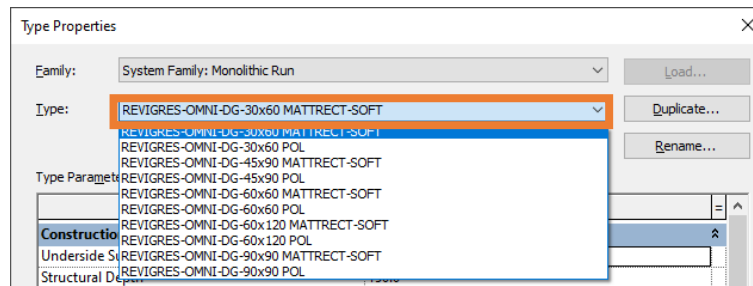 Type Properties
Family: System Family: Monolithic Run Load...
Type: REVIGRES-OMNI-DG-30x60 MATTRECT-SOFT Duplicate...
REVIGRES-OMNI-DG-30x60 MATTRECT-SOFT
REVIGRES-OMNI-DG-30x60 POL Rename...
REVIGRES-OMNI-DG-45x90 MATTRECT-SOFT
REVIGRES-OMNI-DG-45x90 POL
Type Paramete
REVIGRES-OMNI-DG-60x60 MATTRECT-SOFT
REVIGRES-OMNI-DG-60x60 POL =
REVIGRES-OMNI-DG-60x120 MATTRECT-SOFT
Constructio REVIGRES-OMNI-DG-60x120 POL
Underside Su REVIGRES-OMNI-DG-90x90 MATTRECT-SOFT
Structural Depth REVIGRES-OMNI-DG-90x90 POL